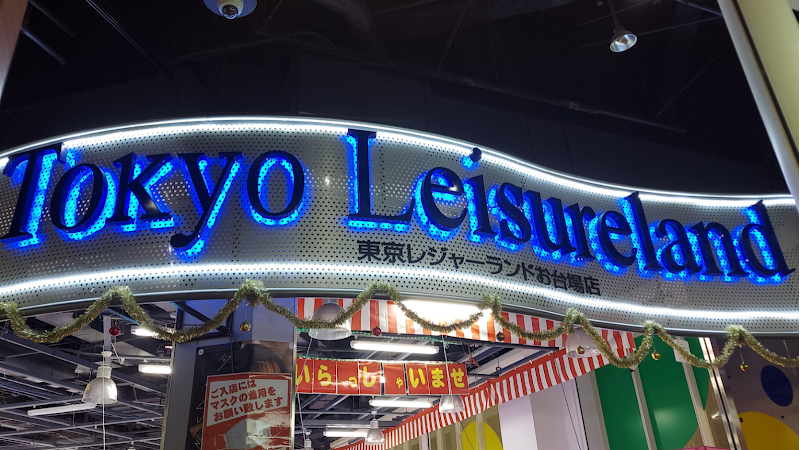 Tokyo Leisureland
東京レジャーランドお台場店
いらっしゃいませ
ご入店には
マスクの着用を
お願い致します